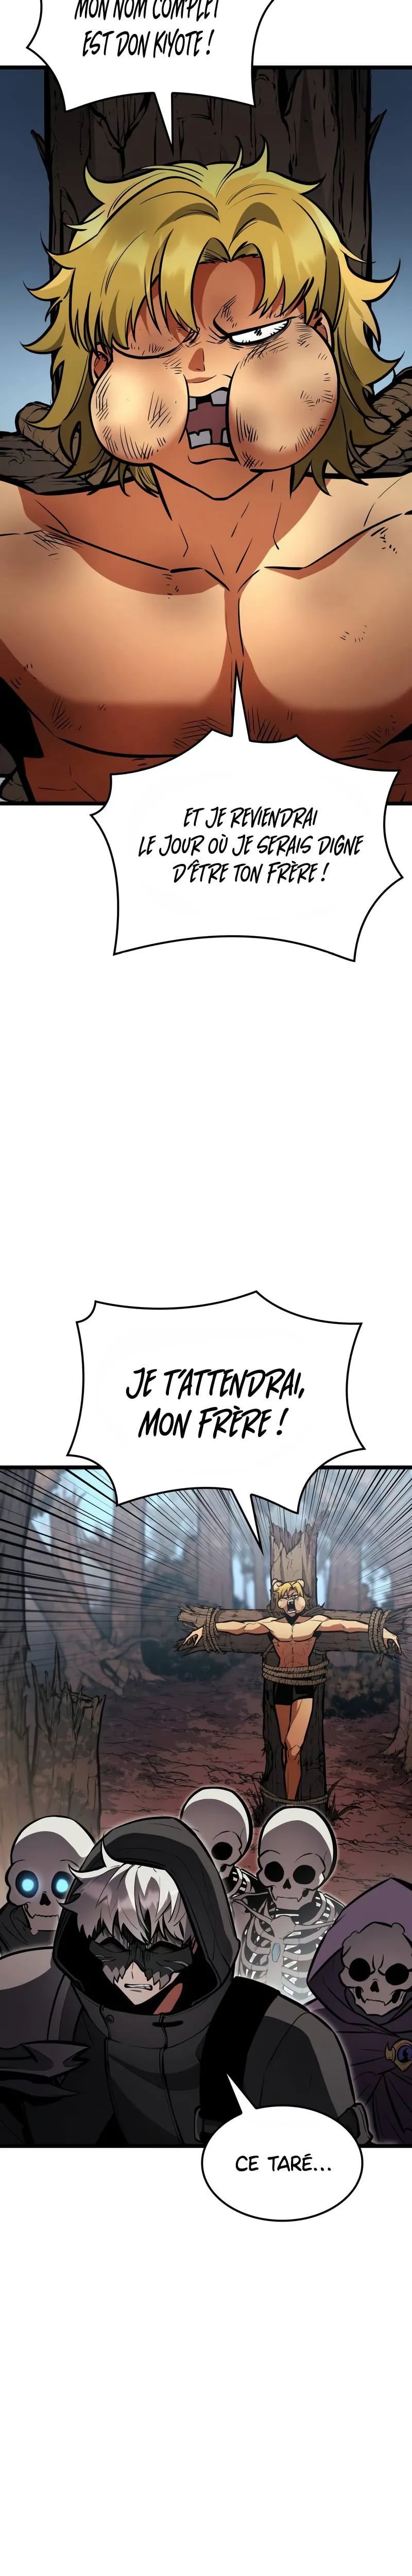 MON NOM COMPLET
EST DON KIYOTE !
ET JE REVIENDRAI
LE JOUR OÙ JE SERAIS DIGNE
D'ÊTRE TON FRÈRE !
JE T'ATTENDRAI,
MON FRÈRE !
CE TARÉ...